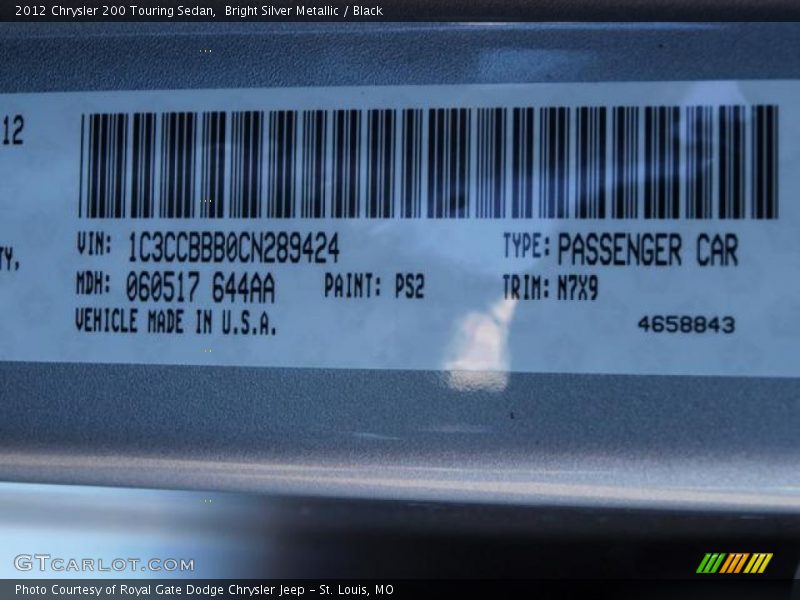 2012 Chrysler 200 Touring Sedan,  Bright Silver Metallic / Black
12
TY,
VIN: 1C3CCBBB0CN289424
TYPE: PASSENGER CAR
MDH: 060517 644AA
PAINT: PS2
TRIM: N7X9
VEHICLE MADE IN U.S.A.
4658843
GTCARLOT.COM
Photo Courtesy of Royal Gate Dodge Chrysler Jeep - St. Louis, MO